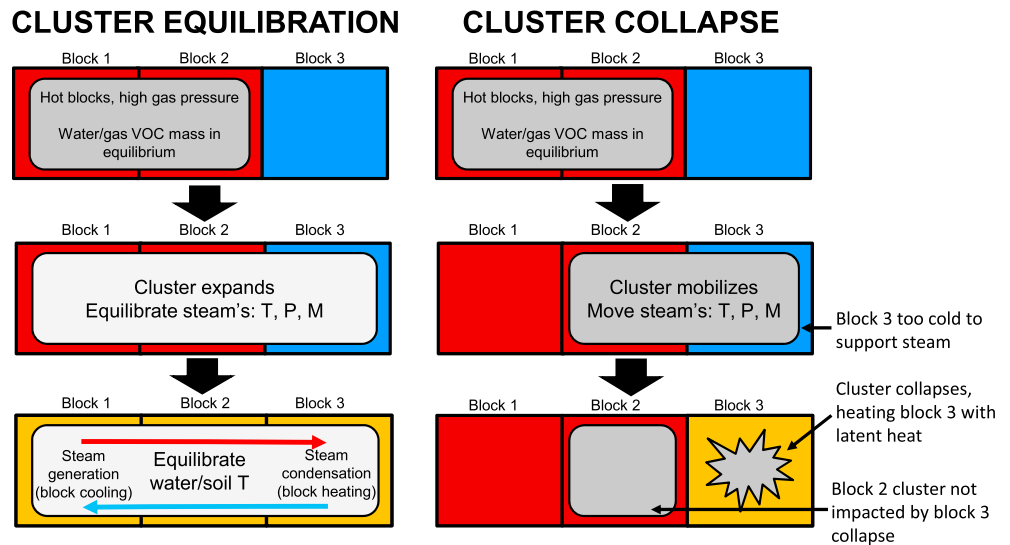 CLUSTER EQUILIBRATION
Block 1 Block 2 Block 3
Hot blocks, high gas pressure
Water/gas VOC mass in
equilibrium
Block 1 Block 2 Block 3
Cluster expands
Equilibrate steam's: T, P, M
Block 1 Block 2 Block 3
Steam
generation
(block cooling)
Equilibrate
water/soil T
Steam
condensation
(block heating)
CLUSTER COLLAPSE
Block 1 Block 2 Block 3
Hot blocks, high gas pressure
Water/gas VOC mass in
equilibrium
Block 1 Block 2 Block 3
Cluster mobilizes
Move steam's: T, P, M
Block 3 too cold to
support steam
Block 1 Block 2 Block 3
Cluster collapses,
heating block 3 with
latent heat
Block 2 cluster not
impacted by block 3
collapse